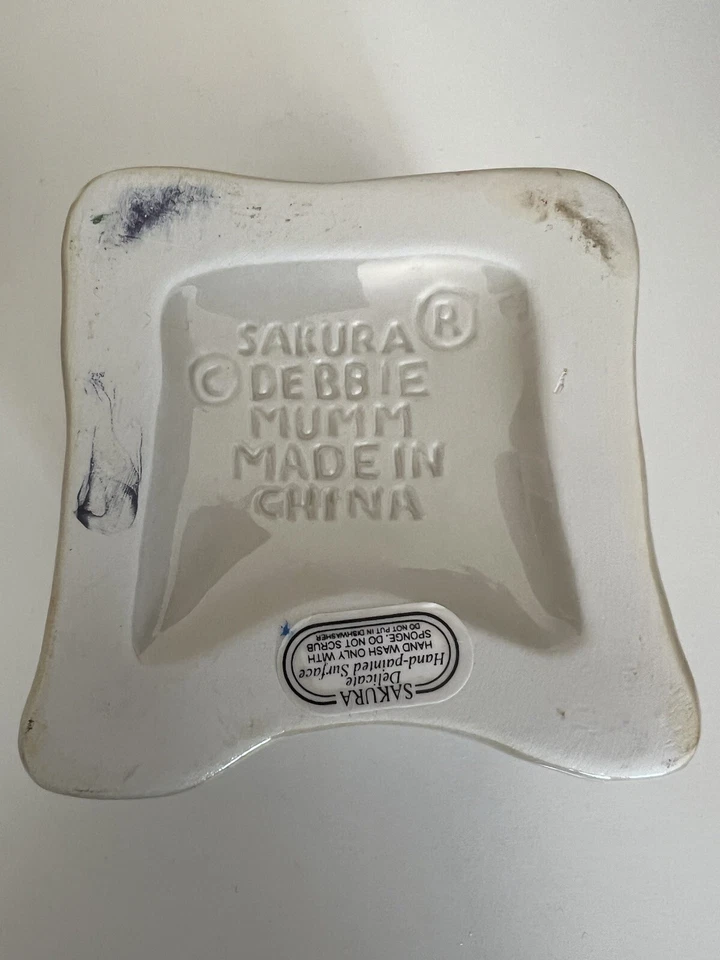 SAKURA ®
© DEBBIE
MUMM
MADE IN
CHINA
SAKURA
Delicate
Hand-painted Surface
HAND WASH ONLY WITH
SPONGE. DO NOT SCRUB
DO NOT PUT IN DISHWASHER